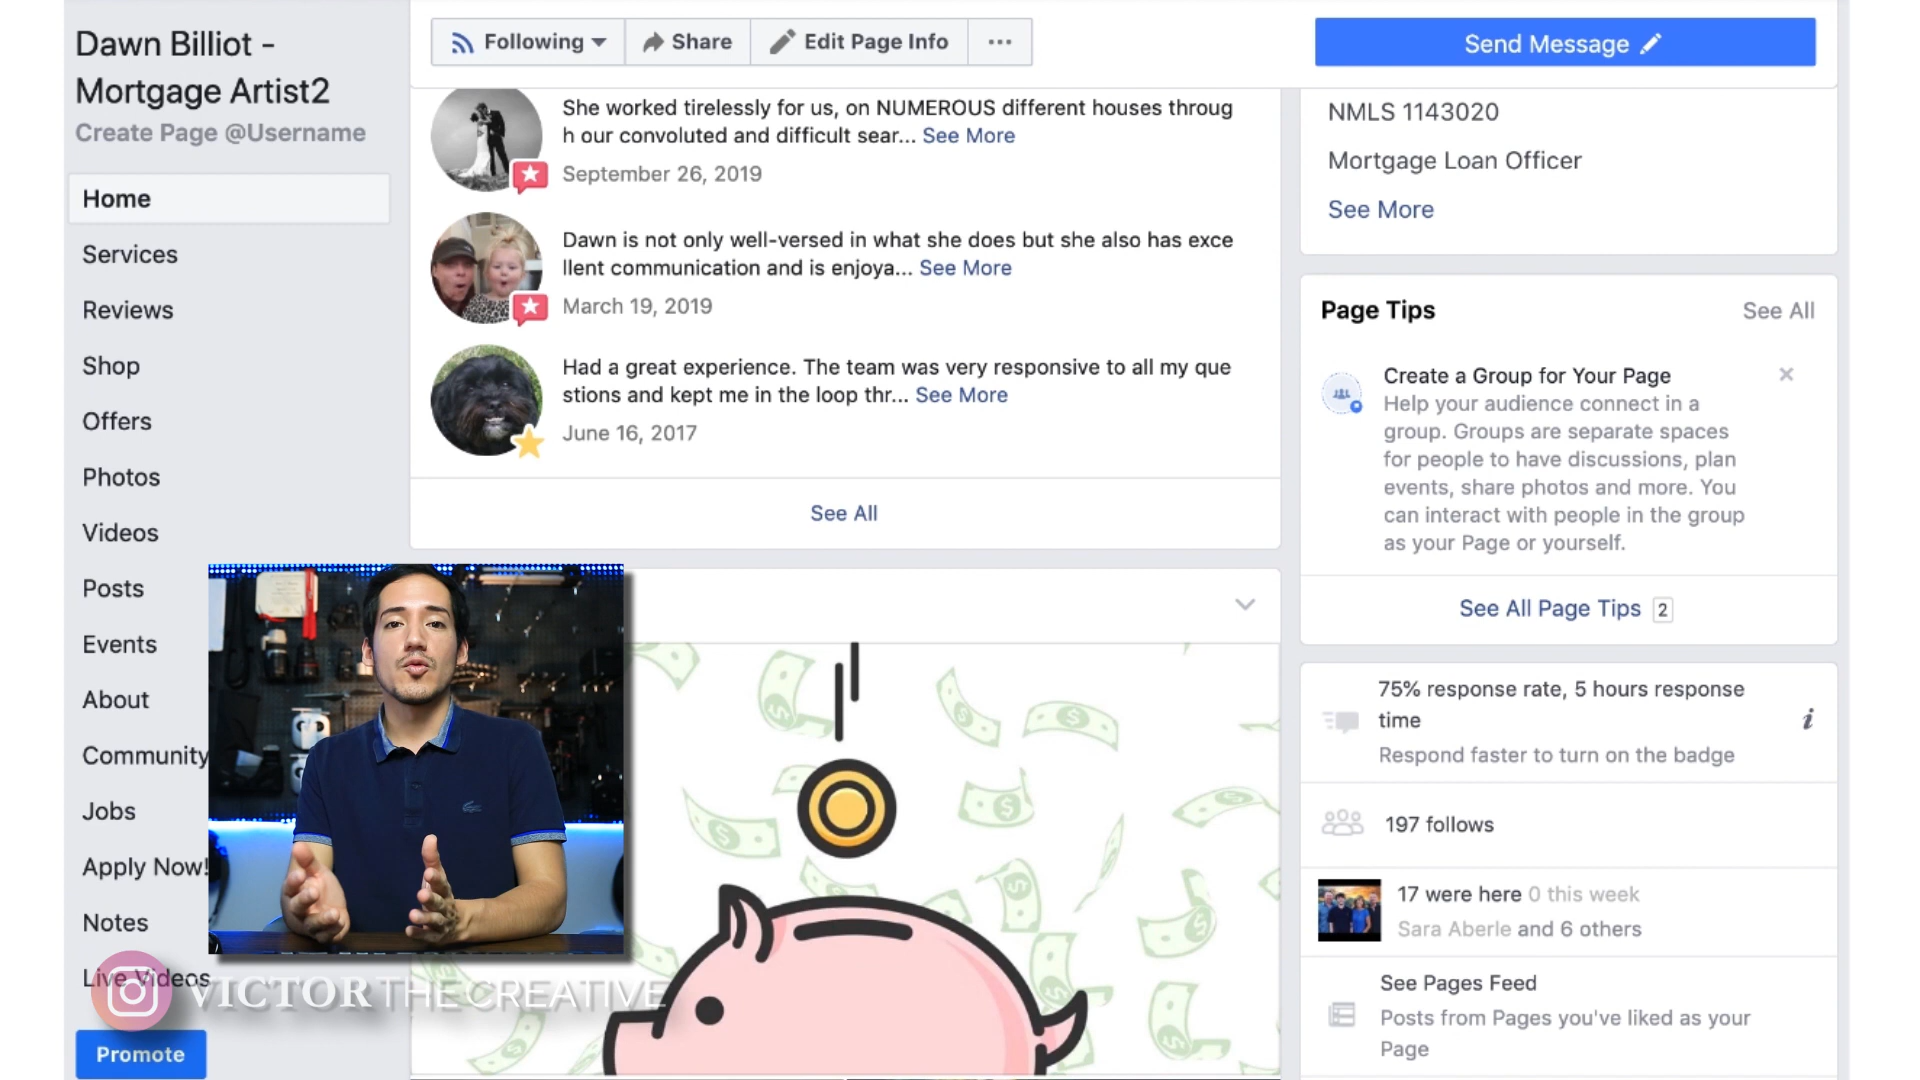 Dawn Billiot -
Mortgage Artist2
Create Page @Username
Home
Services
Reviews
Shop
Offers
Photos
Videos
Posts
Events
About
Community
Jobs
Apply Now!
Notes
Live Videos
Promote
VICTORTHECREATIVE
Following
Share
Edit Page Info
Send Message
She worked tirelessly for us, on NUMEROUS different houses throug
h our convoluted and difficult sear... See More
September 26, 2019
Dawn is not only well-versed in what she does but she also has exce
llent communication and is enjoya... See More
March 19, 2019
Had a great experience. The team was very responsive to all my que
stions and kept me in the loop thr... See More
June 16, 2017
See All
NMLS 1143020
Mortgage Loan Officer
See More
Page Tips
See All
Create a Group for Your Page
Help your audience connect in a
group. Groups are separate spaces
for people to have discussions, plan
events, share photos and more. You
can interact with people in the group
as your Page or yourself.
See All Page Tips 2
75% response rate, 5 hours response
time
Respond faster to turn on the badge
197 follows
17 were here 0 this week
Sara Aberle and 6 others
See Pages Feed
Posts from Pages you've liked as your
Page